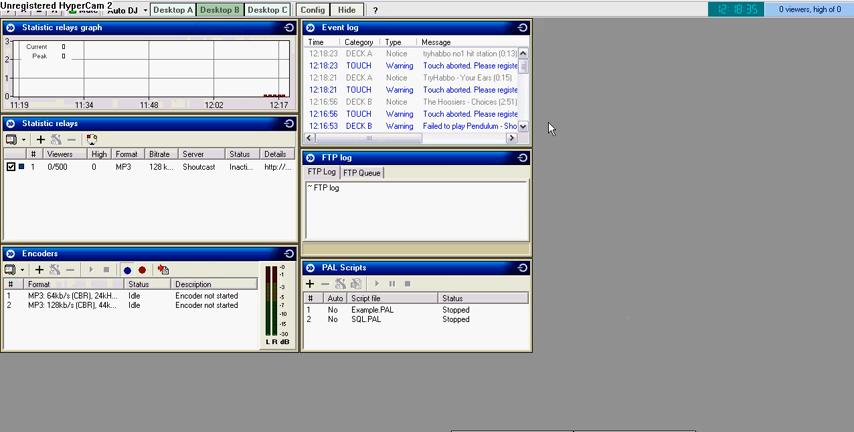 Unregistered HyperCam 2
Auto DJ Desktop A Desktop B Desktop C Config Hide ? 12:18:35 0 viewers, high of 0
Statistic relays graph
Current 0
Peak 0
3
2
1
0
11:19 11:34 11:48 12:02 12:17
Statistic relays
# Viewers High Format Bitrate Server Status Details
1 0/500 0 MP3 128 k... Shoutcast Inacti... http://...
Encoders
# Format Status Description
1 MP3: 64kb/s (CBR), 24kH... Idle Encoder not started
2 MP3: 128kb/s (CBR), 44k... Idle Encoder not started
-0
-1
-3
-5
-7
-10
-15
-30
L R dB
Event log
Time Category Type Message
12:18:23 DECK A Notice tryhabbo no1 hit station (0:13)
12:18:23 TOUCH Warning Touch aborted. Please registe
12:18:21 DECK A Notice TryHabbo - Your Ears (0:15)
12:18:21 TOUCH Warning Touch aborted. Please registe
12:16:56 DECK B Notice The Hoosiers - Choices (2:51)
12:16:56 TOUCH Warning Touch aborted. Please registe
12:16:53 DECK B Warning Failed to play Pendulum - Sho
FTP log
FTP Log FTP Queue
~ FTP log
PAL Scripts
# Auto Script file Status
1 No Example.PAL Stopped
2 No SQL.PAL Stopped